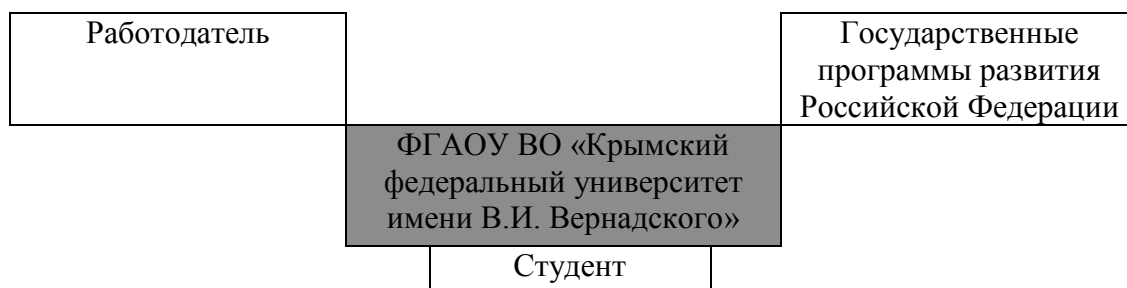 Работодатель
Государственные
программы развития
Российской Федерации
ФГАОУ ВО «Крымский
федеральный университет
имени В.И. Вернадского»
Студент